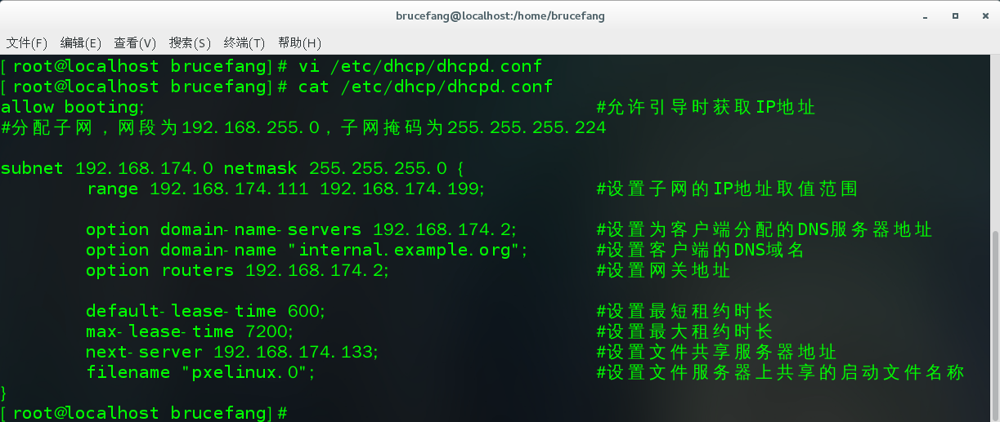 brucefang@localhost:/home/brucefang
文件(F) 编辑(E) 查看(V) 搜索(S) 终端(T) 帮助(H)
[root@localhost brucefang]# vi /etc/dhcp/dhcpd.conf
[root@localhost brucefang]# cat /etc/dhcp/dhcpd.conf
allow booting; #允许引导时获取IP地址
#分配子网，网段为192.168.255.0，子网掩码为255.255.255.224
subnet 192.168.174.0 netmask 255.255.255.0 {
range 192.168.174.111 192.168.174.199; #设置子网的IP地址取值范围
option domain-name-servers 192.168.174.2; #设置为客户端分配的DNS服务器地址
option domain-name "internal.example.org"; #设置客户端的DNS域名
option routers 192.168.174.2; #设置网关地址
default-lease-time 600; #设置最短租约时长
max-lease-time 7200; #设置最大租约时长
next-server 192.168.174.133; #设置文件共享服务器地址
filename "pxelinux.0"; #设置文件服务器上共享的启动文件名称
}
[root@localhost brucefang]#